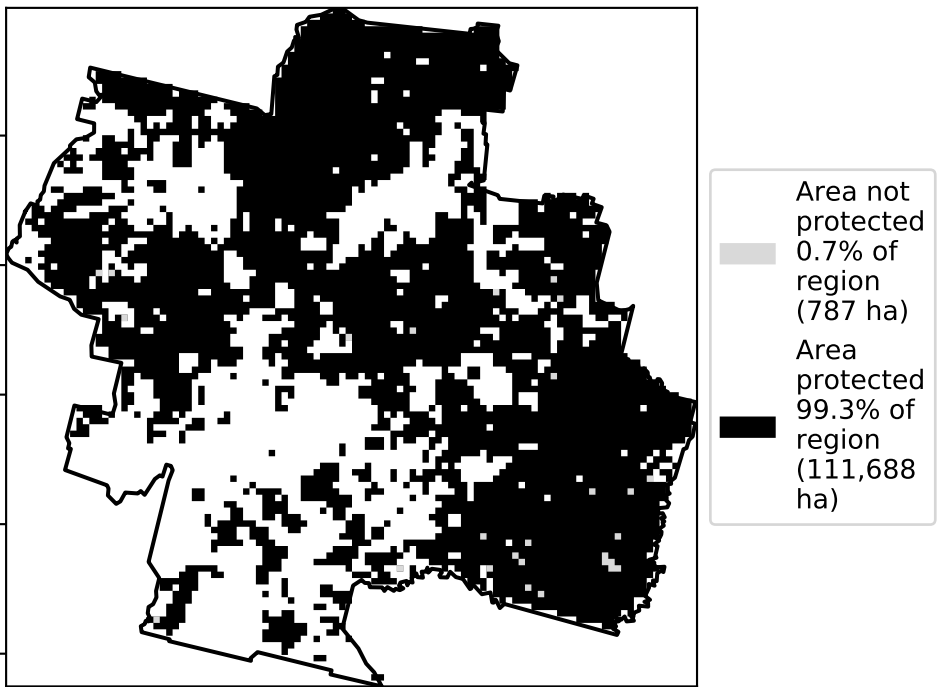 Area not
protected
0.7% of
region
(787 ha)
Area
protected
99.3% of
region
(111,688
ha)